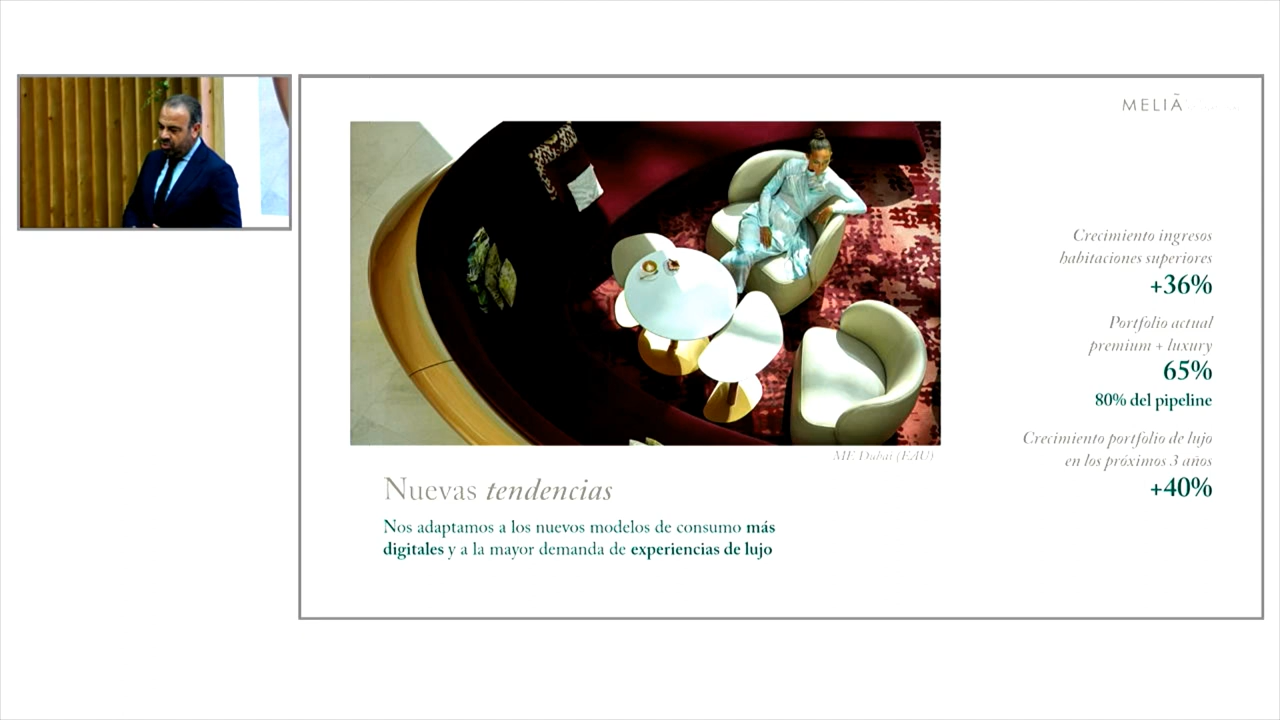 MELIÃ
ME Dubai (EAU)
Nuevas tendencias
Nos adaptamos a los nuevos modelos de consumo más
digitales y a la mayor demanda de experiencias de lujo
Crecimiento ingresos
habitaciones superiores
+36%
Portfolio actual
premium + luxury
65%
80% del pipeline
Crecimiento portfolio de lujo
en los próximos 3 años
+40%